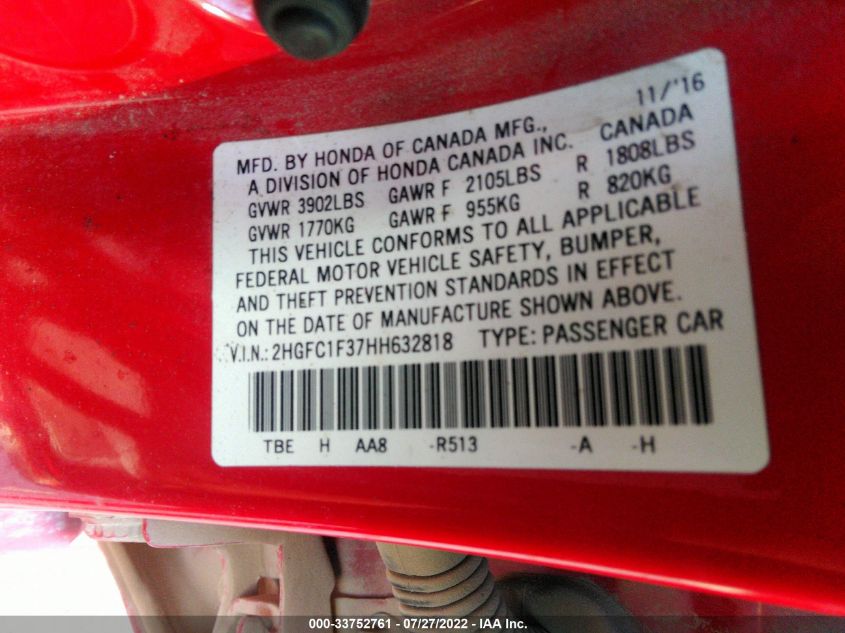 11/'16
MFD. BY HONDA OF CANADA MFG., CANADA
A DIVISION OF HONDA CANADA INC.
GVWR 3902LBS GAWR F 2105LBS R 1808LBS
GVWR 1770KG GAWR F 955KG R 820KG
THIS VEHICLE CONFORMS TO ALL APPLICABLE
FEDERAL MOTOR VEHICLE SAFETY, BUMPER,
AND THEFT PREVENTION STANDARDS IN EFFECT
ON THE DATE OF MANUFACTURE SHOWN ABOVE.
V.I.N.: 2HGFC1F37HH632818 TYPE: PASSENGER CAR
TBE H AA8 -R513 -A -H
000-33752761 - 07/27/2022 - IAA Inc.